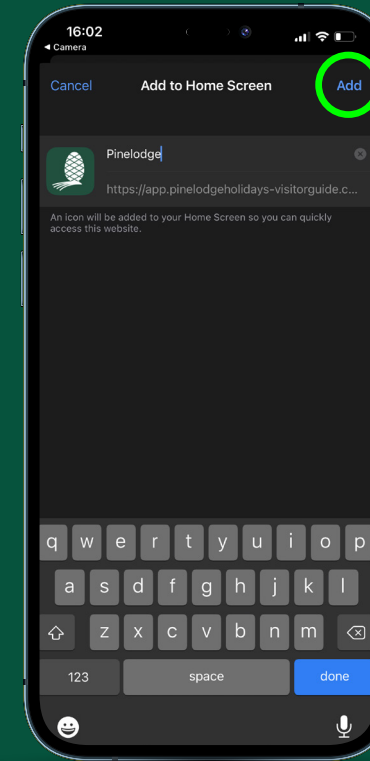 16:02
◀ Camera
Cancel Add to Home Screen Add
Pinelodge
https://app.pinelodgeholidays-visitorguide.c...
An icon will be added to your Home Screen so you can quickly
access this website.
q w e r t y u i o p
a s d f g h j k l
z x c v b n m
123 space done